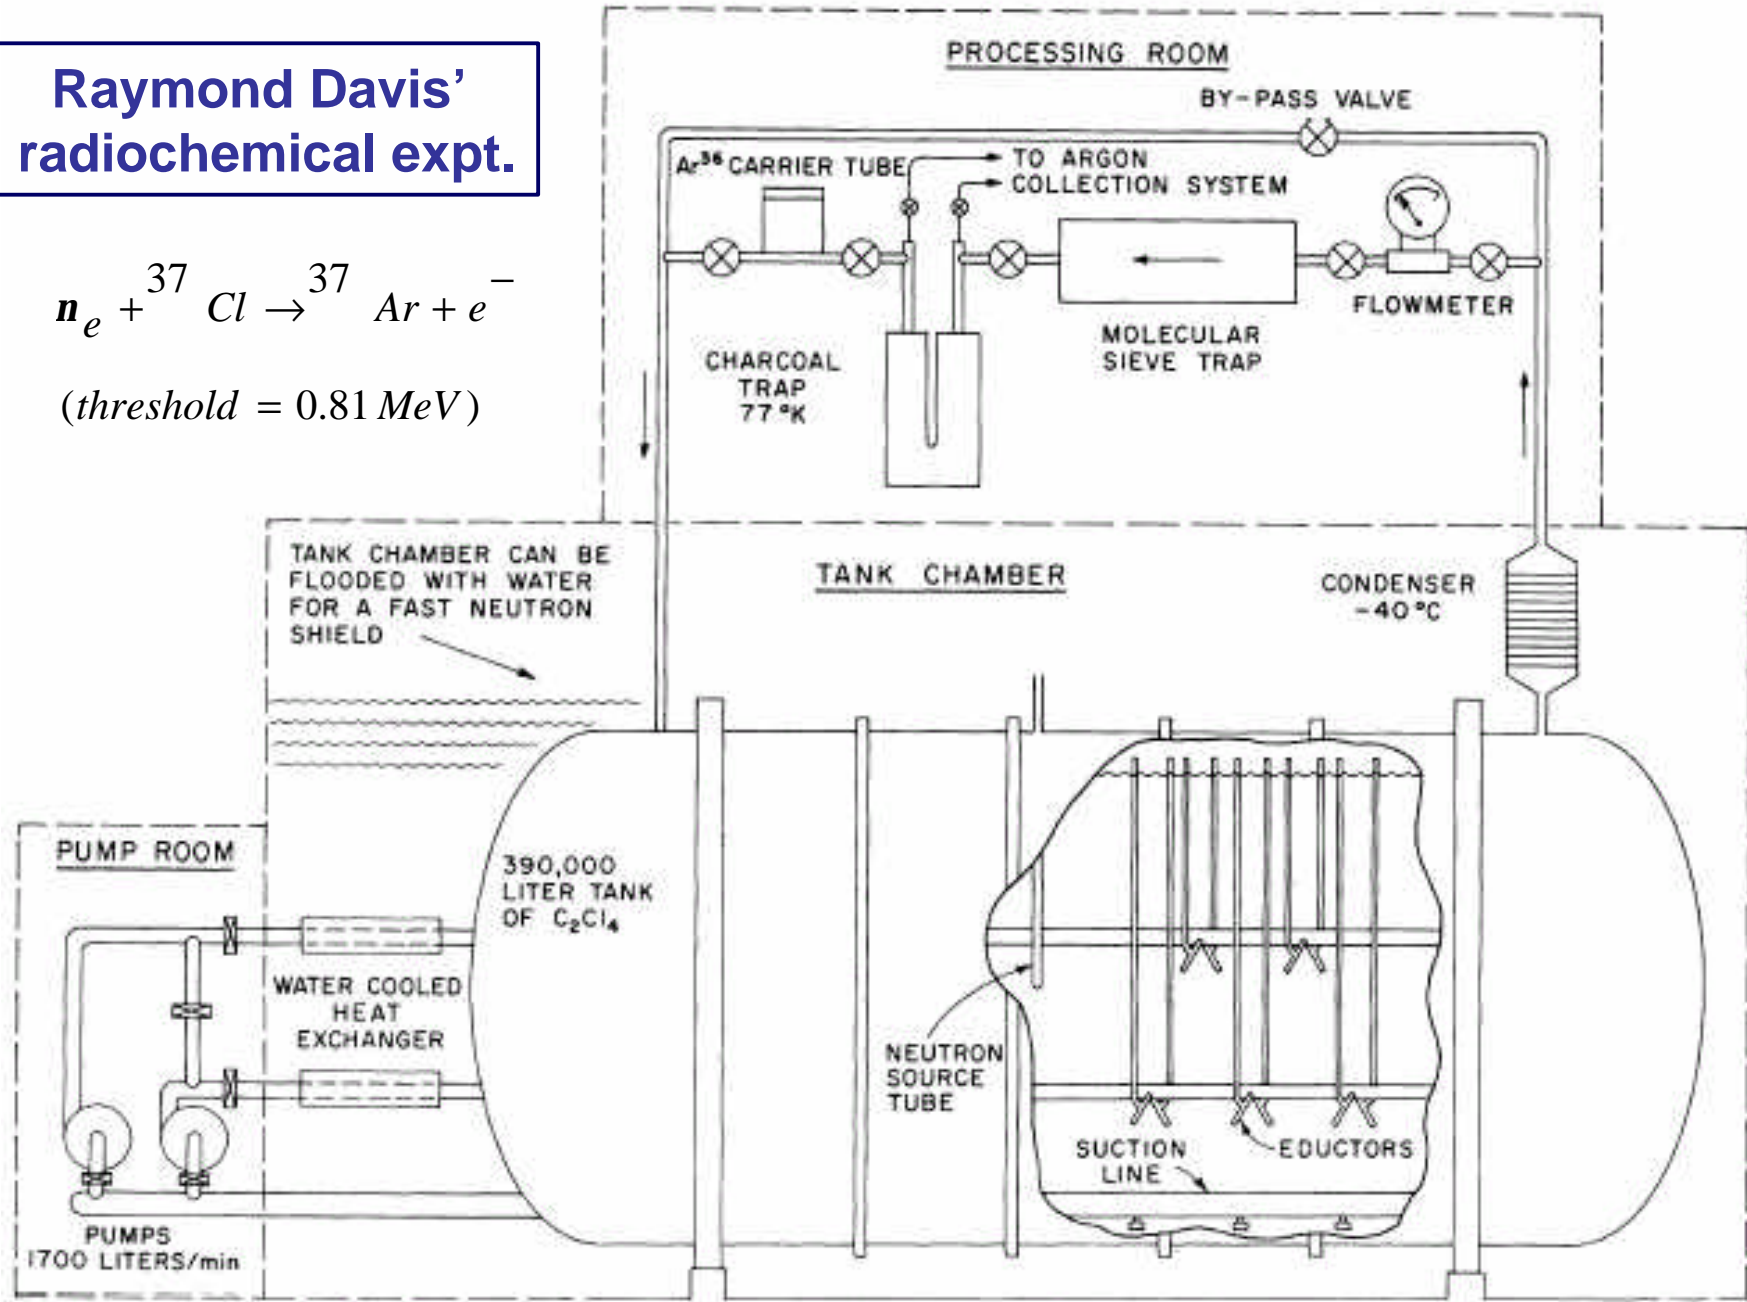 Raymond Davis’
radiochemical expt.
n_e + ^37 Cl → ^37 Ar + e^−
(threshold = 0.81 MeV)
PROCESSING ROOM
BY-PASS VALVE
Ar³⁶ CARRIER TUBE
TO ARGON
COLLECTION SYSTEM
FLOWMETER
MOLECULAR
SIEVE TRAP
CHARCOAL
TRAP
77°K
TANK CHAMBER CAN BE
FLOODED WITH WATER
FOR A FAST NEUTRON
SHIELD
TANK CHAMBER
CONDENSER
-40°C
PUMP ROOM
390,000
LITER TANK
OF C₂Cl₄
WATER COOLED
HEAT
EXCHANGER
NEUTRON
SOURCE
TUBE
SUCTION
LINE
EDUCTORS
PUMPS
1700 LITERS/min